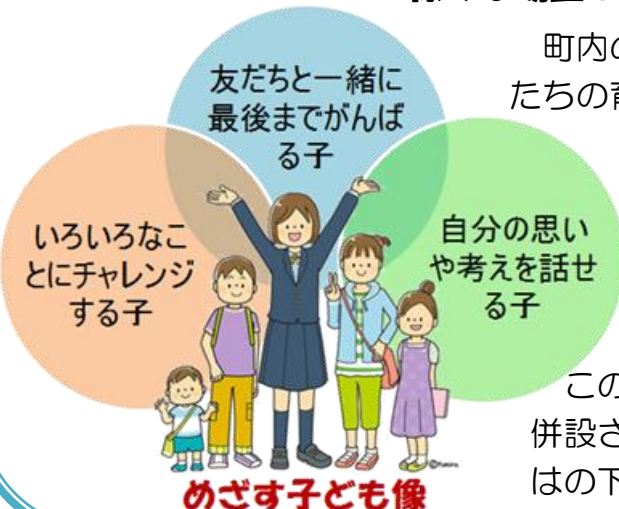 町内の
たちの育
友だちと一緒に
最後までがんば
る子
いろいろなこ
とにチャレンジ
する子
自分の思い
や考えを話せ
る子
この
併設さ
はの下
めざす子ども像